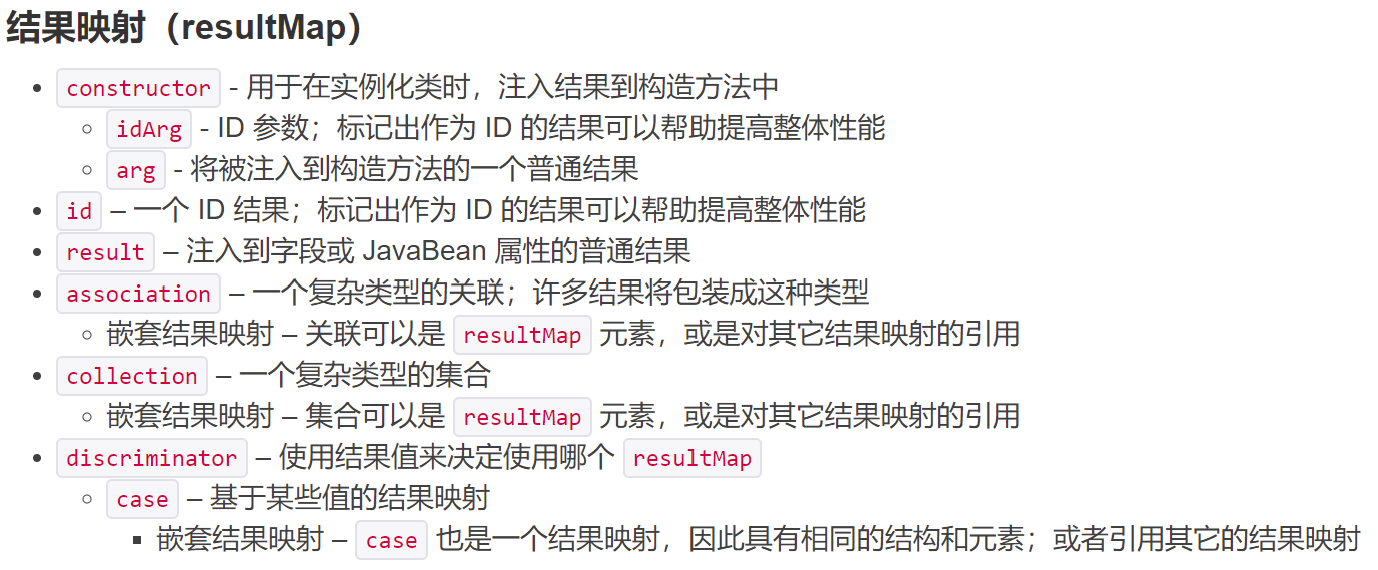 结果映射（resultMap）
constructor - 用于在实例化类时，注入结果到构造方法中
idArg - ID 参数；标记出作为 ID 的结果可以帮助提高整体性能
arg - 将被注入到构造方法的一个普通结果
id – 一个 ID 结果；标记出作为 ID 的结果可以帮助提高整体性能
result – 注入到字段或 JavaBean 属性的普通结果
association – 一个复杂类型的关联；许多结果将包装成这种类型
嵌套结果映射 – 关联可以是 resultMap 元素，或是对其它结果映射的引用
collection – 一个复杂类型的集合
嵌套结果映射 – 集合可以是 resultMap 元素，或是对其它结果映射的引用
discriminator – 使用结果值来决定使用哪个 resultMap
case – 基于某些值的结果映射
嵌套结果映射 – case 也是一个结果映射，因此具有相同的结构和元素；或者引用其它的结果映射